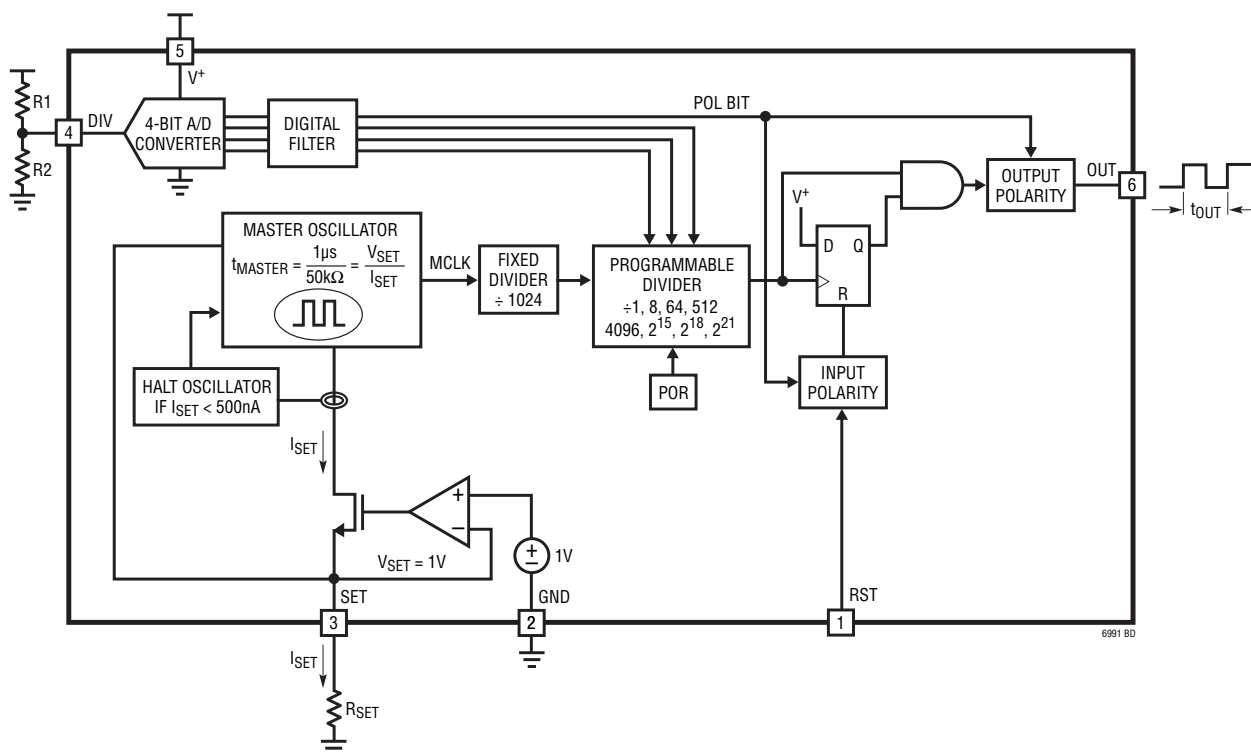 5
V+
R1
R2
4
DIV
4-BIT A/D
CONVERTER
DIGITAL
FILTER
POL BIT
OUTPUT
POLARITY
OUT
6
tOUT
MASTER OSCILLATOR
tMASTER = 1µs/50kΩ = VSET/ISET
MCLK
FIXED
DIVIDER
÷ 1024
PROGRAMMABLE
DIVIDER
÷1, 8, 64, 512
4096, 2^15, 2^18, 2^21
V+
D Q
R
HALT OSCILLATOR
IF ISET < 500nA
POR
INPUT
POLARITY
ISET
+
−
VSET = 1V
+
−
1V
SET
GND
RST
3
2
1
6991 BD
ISET
RSET